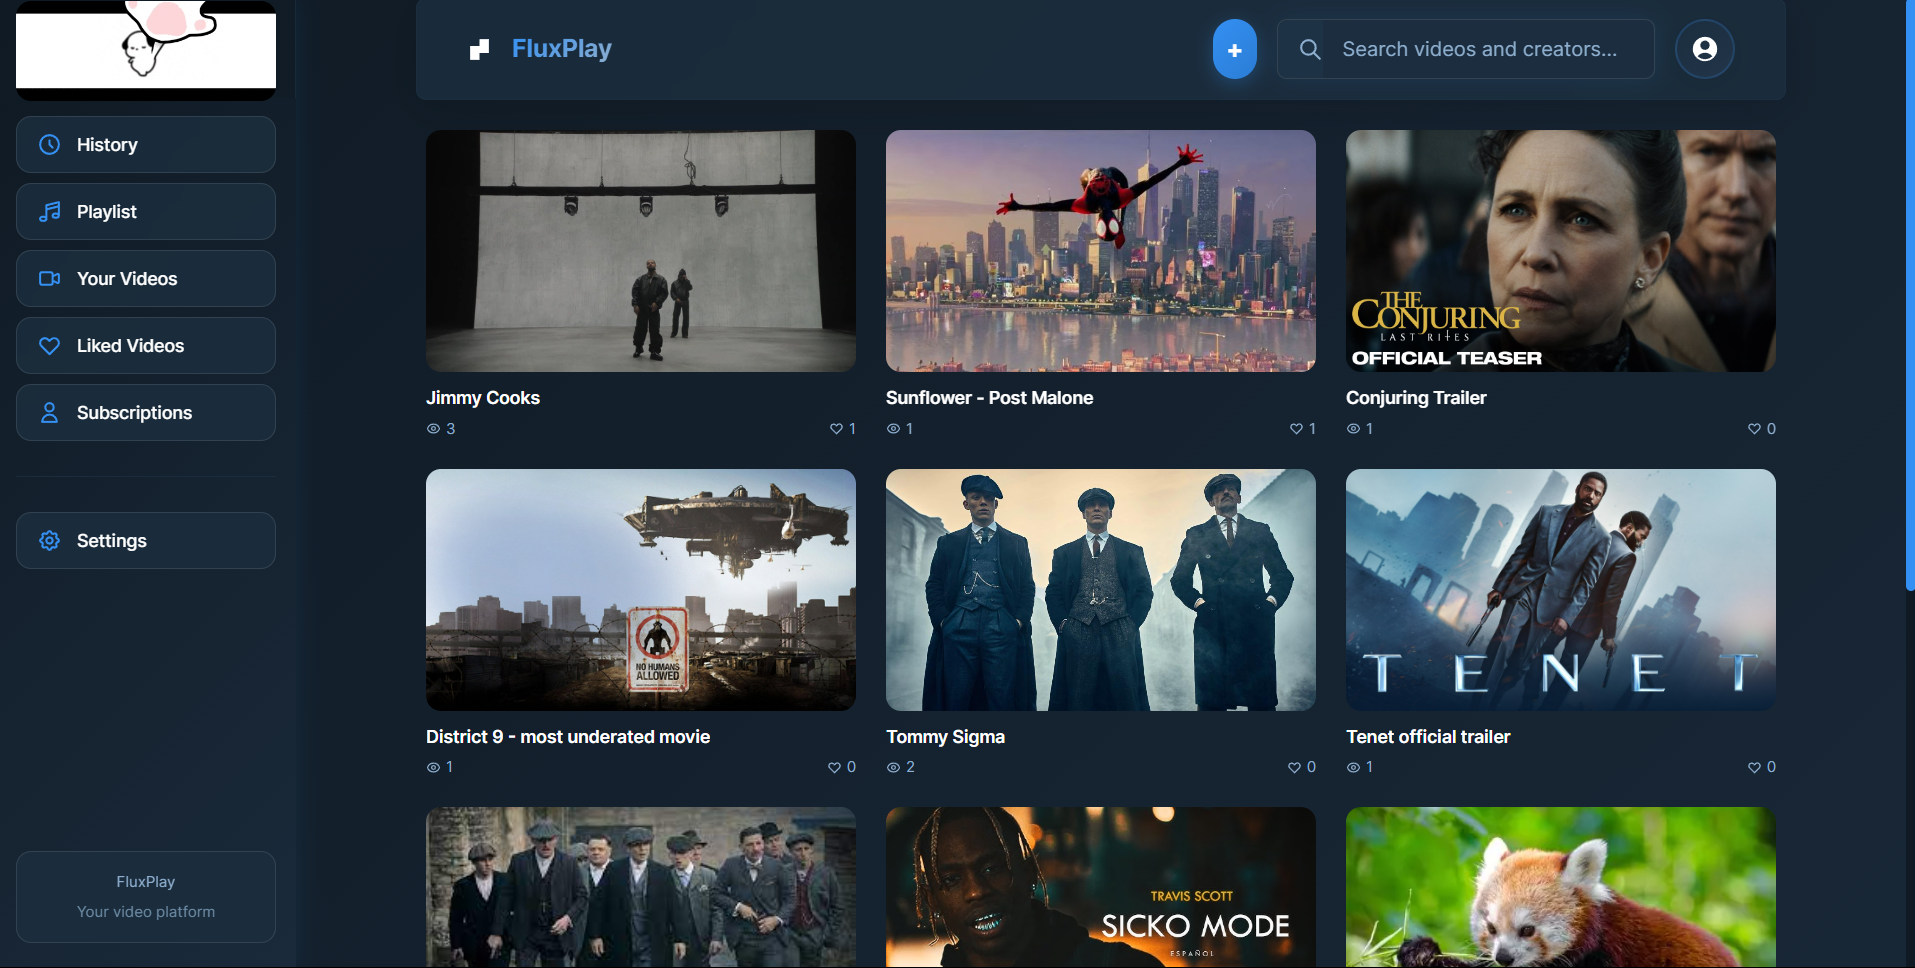 History
Playlist
Your Videos
Liked Videos
Subscriptions
Settings
FluxPlay
Your video platform
FluxPlay
+
Search videos and creators...
THE
CONJURING
LAST RITES
OFFICIAL TEASER
Jimmy Cooks
3
1
Sunflower - Post Malone
1
1
Conjuring Trailer
1
0
NO HUMANS
ALLOWED
TENET
District 9 - most underated movie
1
0
Tommy Sigma
2
0
Tenet official trailer
1
0
TRAVIS SCOTT
SICKO MODE
ESPAÑOL